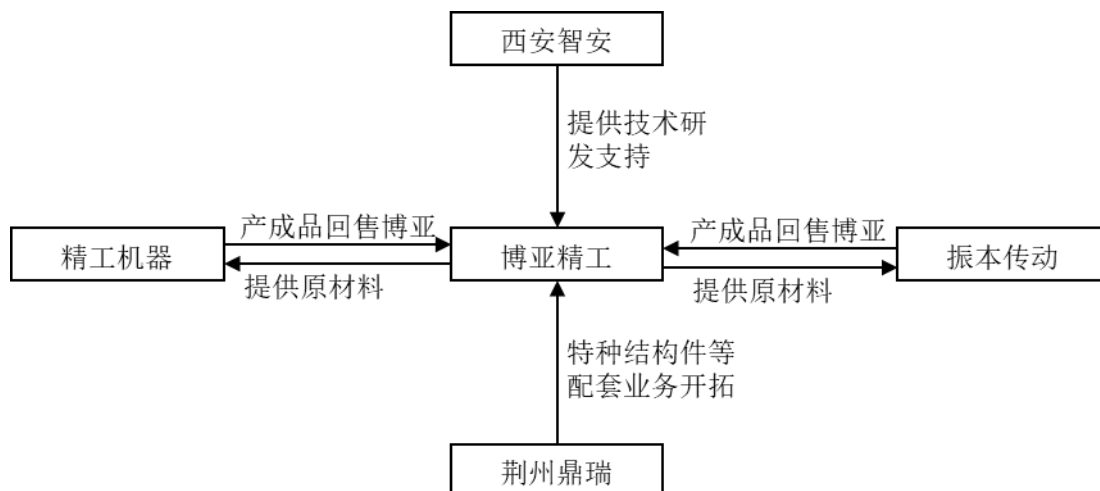 西安智安
提供技术研
发支持
产成品回售博亚
产成品回售博亚
精工机器
博亚精工
振本传动
提供原材料
提供原材料
特种结构件等
配套业务开拓
荆州鼎瑞